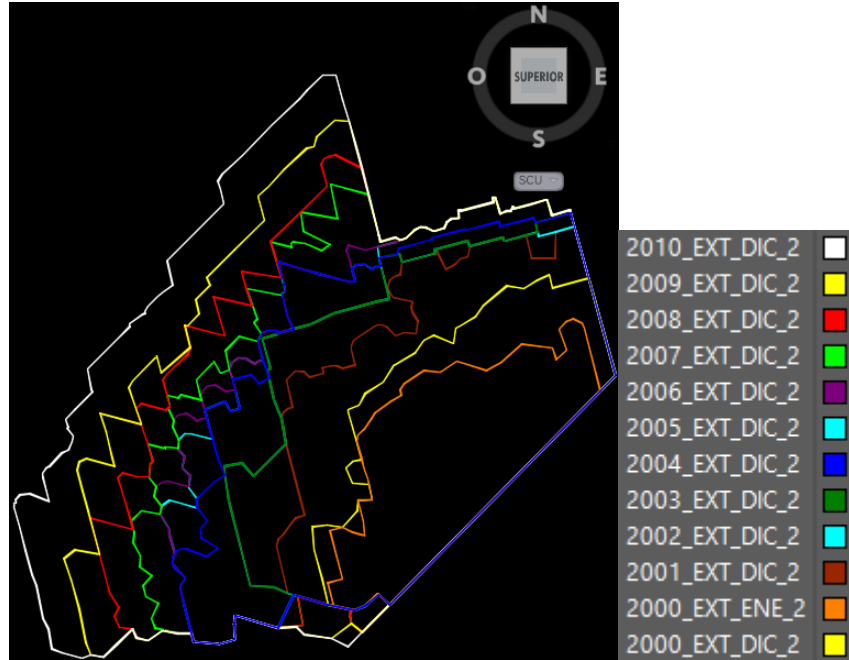 N
O
SUPERIOR
E
S
SCU
2010_EXT_DIC_2
2009_EXT_DIC_2
2008_EXT_DIC_2
2007_EXT_DIC_2
2006_EXT_DIC_2
2005_EXT_DIC_2
2004_EXT_DIC_2
2003_EXT_DIC_2
2002_EXT_DIC_2
2001_EXT_DIC_2
2000_EXT_ENE_2
2000_EXT_DIC_2